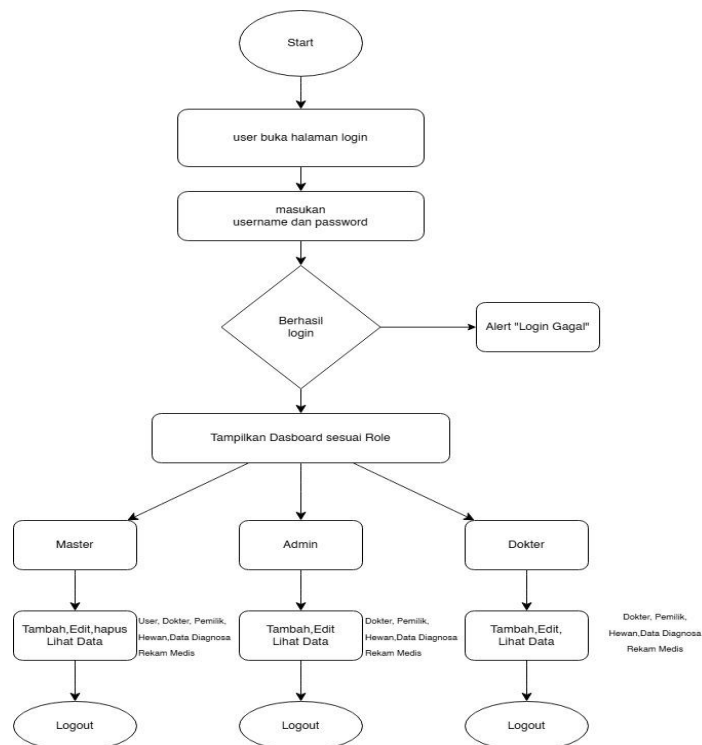 Start
user buka halaman login
masukan
username dan password
Berhasil
login
Alert "Login Gagal"
Tampilkan Dasboard sesuai Role
Master
Admin
Dokter
Tambah,Edit,hapus
Lihat Data
User, Dokter, Pemilik,
Hewan,Data Diagnosa
Rekam Medis
Tambah,Edit
Lihat Data
Dokter, Pemilik,
Hewan,Data Diagnosa
Rekam Medis
Tambah,Edit,
Lihat Data
Dokter, Pemilik,
Hewan,Data Diagnosa
Rekam Medis
Logout
Logout
Logout